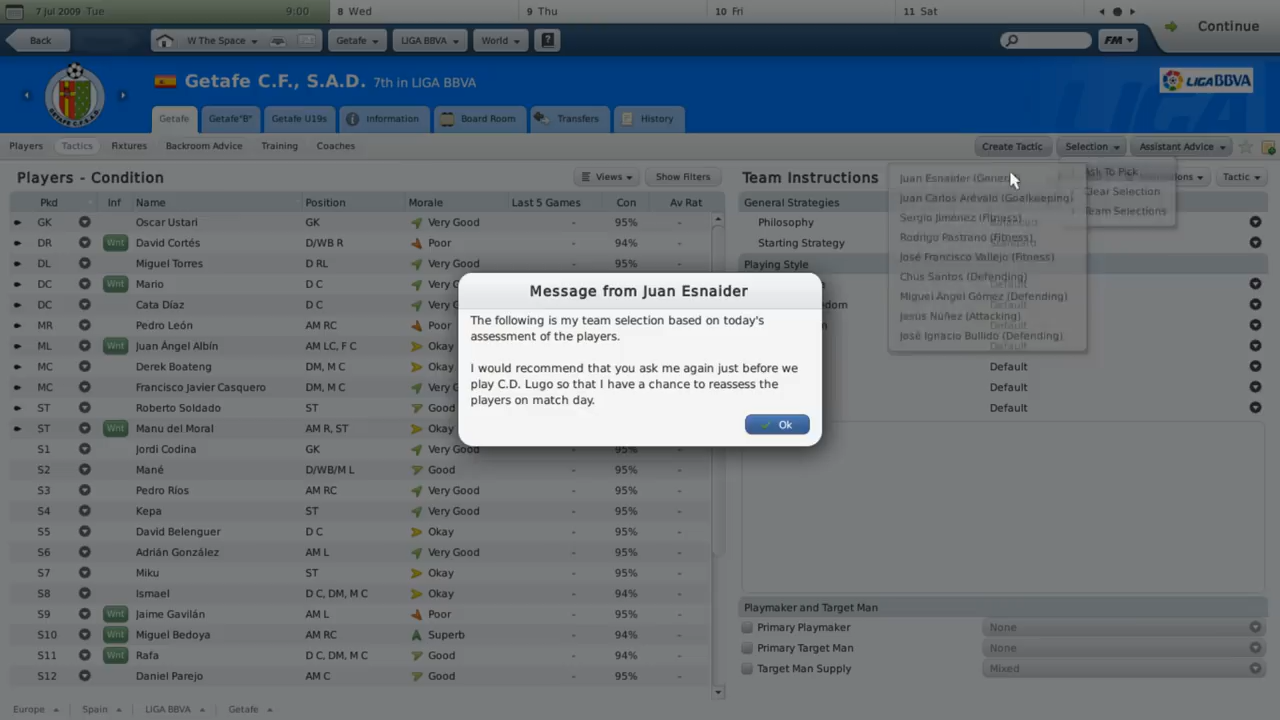 7 Jul 2009 Tue 9:00 8 Wed 9 Thu 10 Fri 11 Sat
Continue
Back W The Space Getafe LIGA BBVA World ? FM
Getafe C.F., S.A.D. 7th in LIGA BBVA
LIGA BBVA
Getafe Getafe"B" Getafe U19s Information Board Room Transfers History
Players Tactics Fixtures Backroom Advice Training Coaches Create Tactic Selection Assistant Advice
Players - Condition Views Show Filters Team Instructions Tactic
Ask To Pick
Clear Selection
Team Selections
Juan Esnaider (General)
Juan Carlos Arévalo (Goalkeeping)
Sergio Jiménez (Fitness)
Rodrigo Pastrano (Fitness)
José Francisco Vallejo (Fitness)
Chus Santos (Defending)
Miguel Ángel Gómez (Defending)
Jesús Núñez (Attacking)
José Ignacio Bullido (Defending)
Pkd Inf Name Position Morale Last 5 Games Con Av Rat
GK Oscar Ustari GK Very Good - 95% -
DR Wnt David Cortés D/WB R Poor - 94% -
DL Miguel Torres D RL Very Good - 95% -
DC Wnt Mario D C
DC Cata Díaz D C
MR Pedro León AM RC
ML Wnt Juan Ángel Albín AM LC, F C
MC Derek Boateng DM, M C
MC Francisco Javier Casquero DM, M C
ST Roberto Soldado ST
ST Wnt Manu del Moral AM R, ST
S1 Jordi Codina GK Very Good - 95% -
S2 Mané D/WB/M L Good - 95% -
S3 Pedro Ríos AM RC Very Good - 95% -
S4 Kepa ST Very Good - 95% -
S5 David Belenguer D C Okay - 95% -
S6 Adrián González AM L Very Good - 95% -
S7 Miku ST Okay - 95% -
S8 Ismael D C, DM, M C Okay - 94% -
S9 Wnt Jaime Gavilán AM L Poor - 95% -
S10 Wnt Miguel Bedoya AM RC Superb - 94% -
S11 Wnt Rafa D C, DM, M C Good - 94% -
S12 Daniel Parejo AM C Good - 95% -
General Strategies
Philosophy
Starting Strategy
Playing Style
Default
Default
Default
Message from Juan Esnaider
The following is my team selection based on today's
assessment of the players.
I would recommend that you ask me again just before we
play C.D. Lugo so that I have a chance to reassess the
players on match day.
Ok
Playmaker and Target Man
Primary Playmaker None
Primary Target Man None
Target Man Supply Mixed
Europe Spain LIGA BBVA Getafe